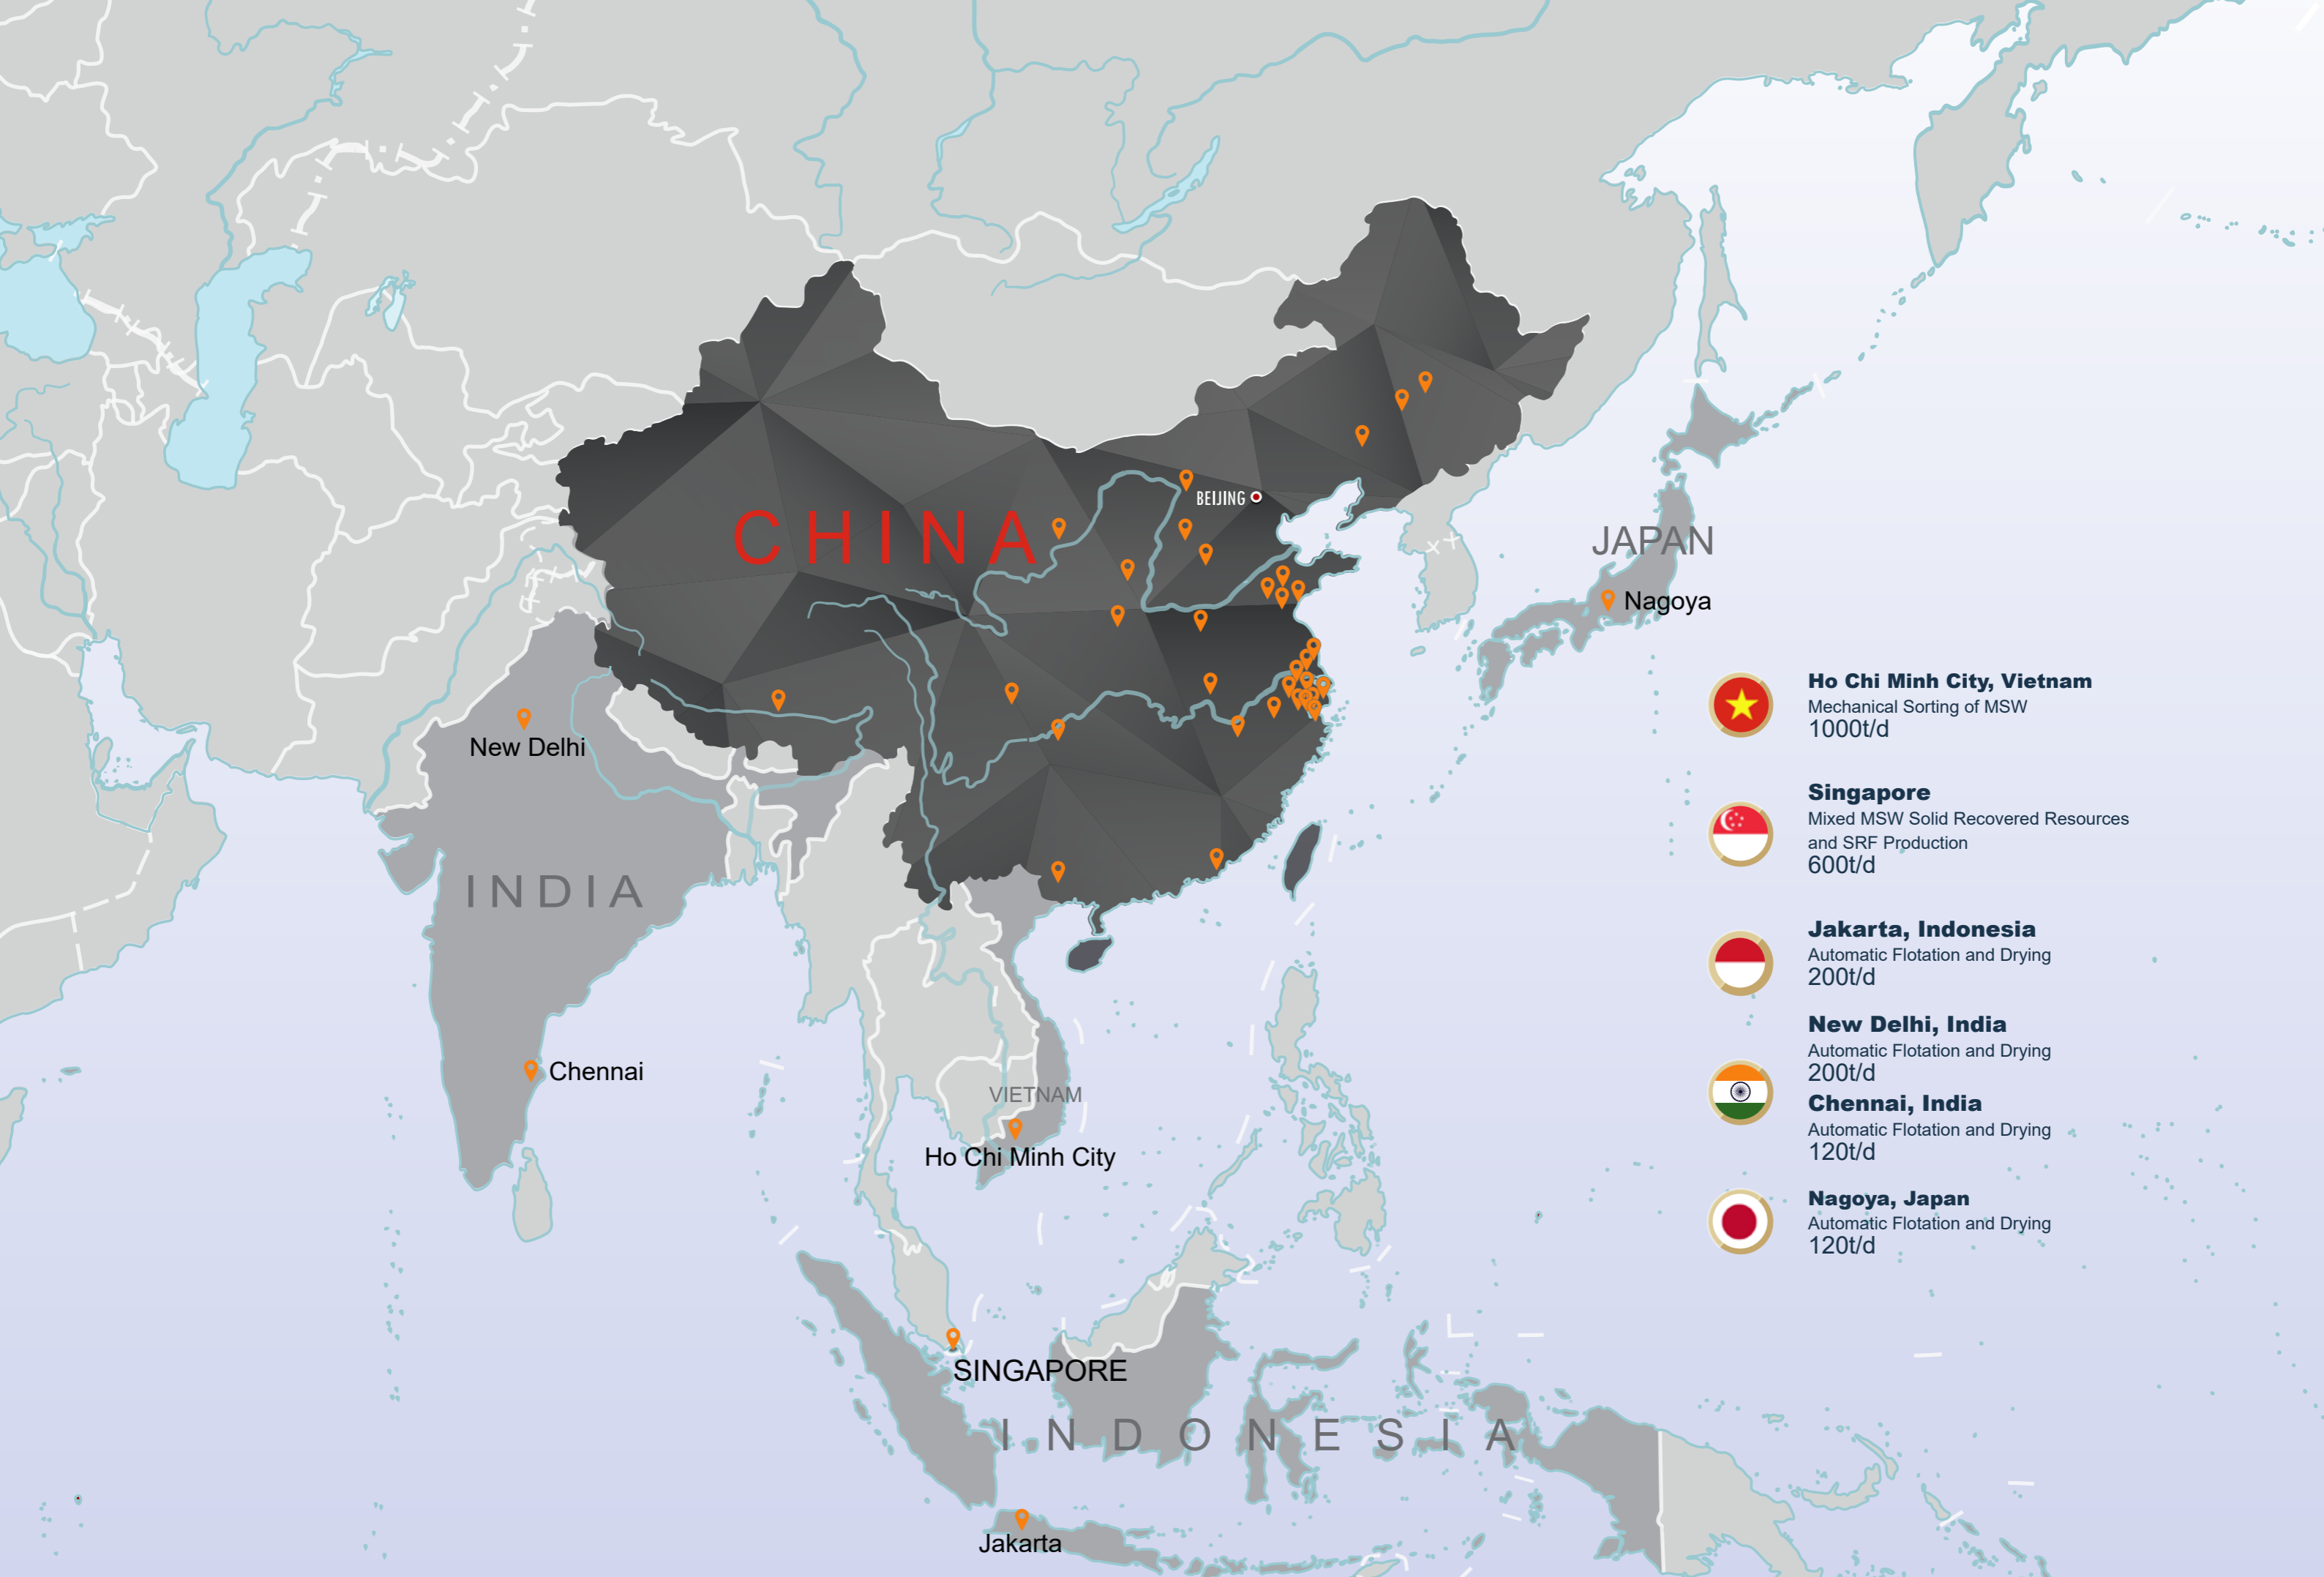 CHINA
BEIJING
JAPAN
Nagoya
New Delhi
INDIA
Chennai
VIETNAM
Ho Chi Minh City
SINGAPORE
INDONESIA
Jakarta
Ho Chi Minh City, Vietnam
Mechanical Sorting of MSW
1000t/d
Singapore
Mixed MSW Solid Recovered Resources
and SRF Production
600t/d
Jakarta, Indonesia
Automatic Flotation and Drying
200t/d
New Delhi, India
Automatic Flotation and Drying
200t/d
Chennai, India
Automatic Flotation and Drying
120t/d
Nagoya, Japan
Automatic Flotation and Drying
120t/d